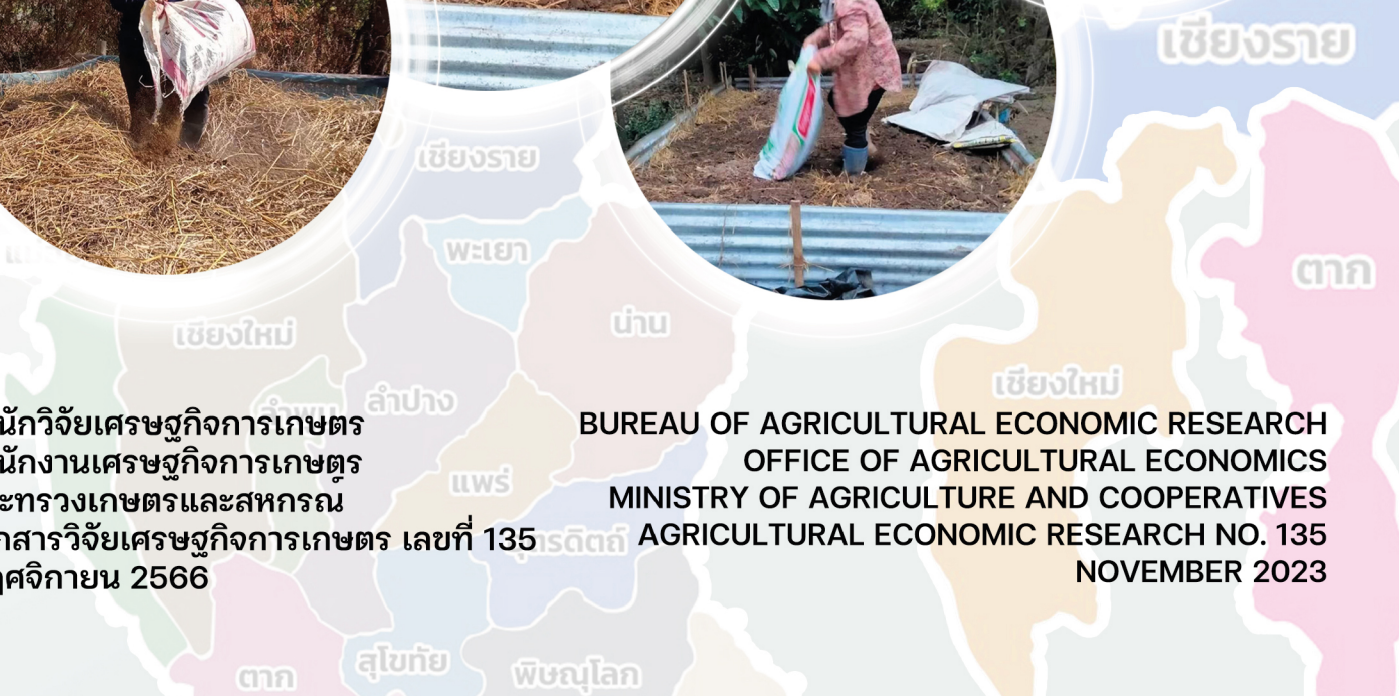 เชียงราย
เชียงราย
พะเยา
ตาก
น่าน
เชียงใหม่
เชียงใหม่
ลำปาง
นักวิจัยเศรษฐกิจการเกษตร
นักงานเศรษฐกิจการเกษตร
ะทรวงเกษตรและสหกรณ์
กสารวิจัยเศรษฐกิจการเกษตร เลขที่ 135
ศจิกายน 2566
BUREAU OF AGRICULTURAL ECONOMIC RESEARCH
OFFICE OF AGRICULTURAL ECONOMICS
MINISTRY OF AGRICULTURE AND COOPERATIVES
AGRICULTURAL ECONOMIC RESEARCH NO. 135
NOVEMBER 2023
แพร่
ตาก
สุโขทัย
พิษณุโลก